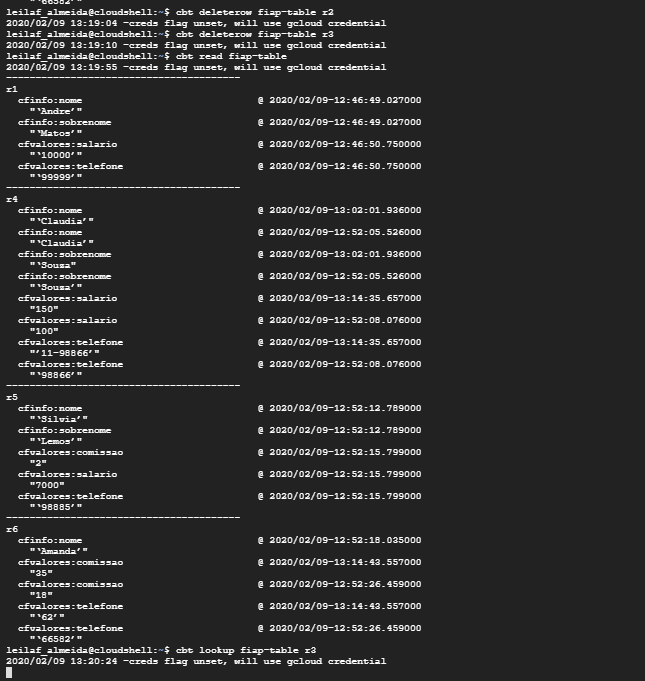 "‘66582’"
leilaf_almeida@cloudshell:~$ cbt deleterow fiap-table r2
2020/02/09 13:19:04 -creds flag unset, will use gcloud credential
leilaf_almeida@cloudshell:~$ cbt deleterow fiap-table r3
2020/02/09 13:19:10 -creds flag unset, will use gcloud credential
leilaf_almeida@cloudshell:~$ cbt read fiap-table
2020/02/09 13:19:55 -creds flag unset, will use gcloud credential
----------------------------------------
r1
cfinfo:nome @ 2020/02/09-12:46:49.027000
"‘Andre’"
cfinfo:sobrenome @ 2020/02/09-12:46:49.027000
"‘Matos’"
cfvalores:salario @ 2020/02/09-12:46:50.750000
"‘10000’"
cfvalores:telefone @ 2020/02/09-12:46:50.750000
"‘99999’"
----------------------------------------
r4
cfinfo:nome @ 2020/02/09-13:02:01.936000
"‘Claudia’"
cfinfo:nome @ 2020/02/09-12:52:05.526000
"‘Claudia’"
cfinfo:sobrenome @ 2020/02/09-13:02:01.936000
"‘Souza"
cfinfo:sobrenome @ 2020/02/09-12:52:05.526000
"‘Souza’"
cfvalores:salario @ 2020/02/09-13:14:35.657000
"150"
cfvalores:salario @ 2020/02/09-12:52:08.076000
"100"
cfvalores:telefone @ 2020/02/09-13:14:35.657000
"’11-98866’"
cfvalores:telefone @ 2020/02/09-12:52:08.076000
"‘98866’"
----------------------------------------
r5
cfinfo:nome @ 2020/02/09-12:52:12.789000
"‘Silvia’"
cfinfo:sobrenome @ 2020/02/09-12:52:12.789000
"‘Lemos’"
cfvalores:comissao @ 2020/02/09-12:52:15.799000
"2"
cfvalores:salario @ 2020/02/09-12:52:15.799000
"7000"
cfvalores:telefone @ 2020/02/09-12:52:15.799000
"‘98885’"
----------------------------------------
r6
cfinfo:nome @ 2020/02/09-12:52:18.035000
"‘Amanda’"
cfvalores:comissao @ 2020/02/09-13:14:43.557000
"35"
cfvalores:comissao @ 2020/02/09-12:52:26.459000
"18"
cfvalores:telefone @ 2020/02/09-13:14:43.557000
"‘62’"
cfvalores:telefone @ 2020/02/09-12:52:26.459000
"‘66582"
leilaf_almeida@cloudshell:~$ cbt lookup fiap-table r3
2020/02/09 13:20:24 -creds flag unset, will use gcloud credential